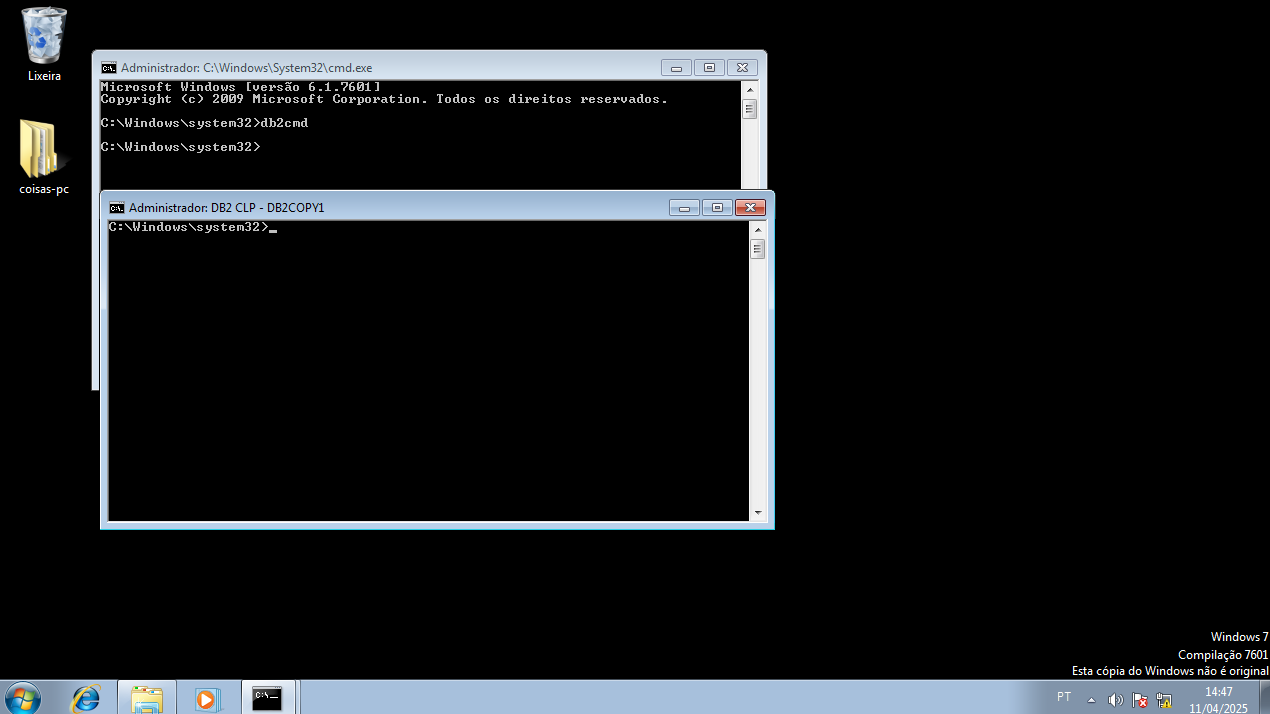 Lixeira
coisas-pc
Administrador: C:\Windows\System32\cmd.exe
Microsoft Windows [versão 6.1.7601]
Copyright (c) 2009 Microsoft Corporation. Todos os direitos reservados.
C:\Windows\system32>db2cmd
C:\Windows\system32>
Administrador: DB2 CLP - DB2COPY1
C:\Windows\system32>_
Windows 7
Compilação 7601
Esta cópia do Windows não é original
PT
14:47
11/04/2025